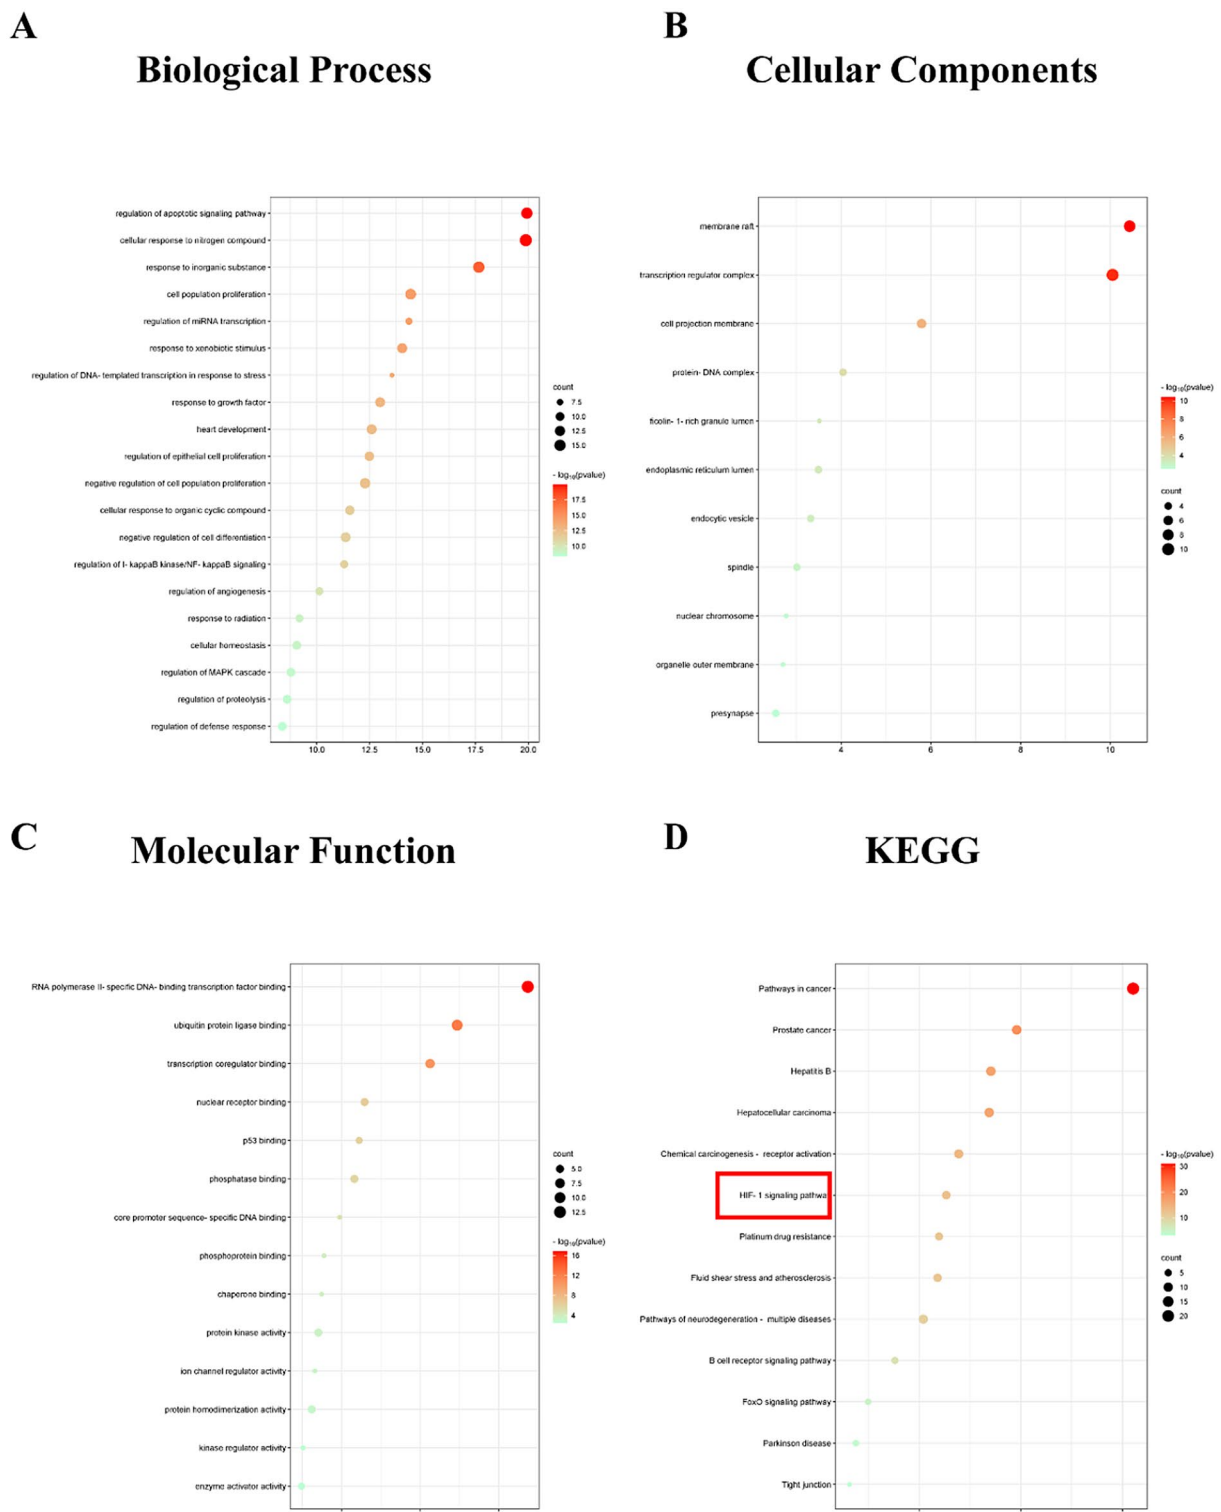 A
Biological Process
regulation of apoptotic signaling pathway
cellular response to nitrogen compound
response to inorganic substance
cell population proliferation
regulation of miRNA transcription
response to xenobiotic stimulus
regulation of DNA- templated transcription in response to stress
response to growth factor
heart development
regulation of epithelial cell proliferation
negative regulation of cell population proliferation
cellular response to organic cyclic compound
negative regulation of cell differentiation
regulation of I- kappaB kinase/NF- kappaB signaling
regulation of angiogenesis
response to radiation
cellular homeostasis
regulation of MAPK cascade
regulation of proteolysis
regulation of defense response
10.0 12.5 15.0 17.5 20.0
count
7.5
10.0
12.5
15.0
- log10(pvalue)
17.5
15.0
12.5
10.0
B
Cellular Components
membrane raft
transcription regulator complex
cell projection membrane
protein- DNA complex
ficolin- 1- rich granule lumen
endoplasmic reticulum lumen
endocytic vesicle
spindle
nuclear chromosome
organelle outer membrane
presynapse
4 6 8 10
- log10(pvalue)
10
8
6
4
count
4
6
8
10
C
Molecular Function
RNA polymerase II- specific DNA- binding transcription factor binding
ubiquitin protein ligase binding
transcription coregulator binding
nuclear receptor binding
p53 binding
phosphatase binding
core promoter sequence- specific DNA binding
phosphoprotein binding
chaperone binding
protein kinase activity
ion channel regulator activity
protein homodimerization activity
kinase regulator activity
enzyme activator activity
count
5.0
7.5
10.0
12.5
- log10(pvalue)
16
12
8
4
D
KEGG
Pathways in cancer
Prostate cancer
Hepatitis B
Hepatocellular carcinoma
Chemical carcinogenesis - receptor activation
HIF- 1 signaling pathwa
Platinum drug resistance
Fluid shear stress and atherosclerosis
Pathways of neurodegeneration - multiple diseases
B cell receptor signaling pathway
FoxO signaling pathway
Parkinson disease
Tight junction
- log10(pvalue)
30
20
10
count
5
10
15
20